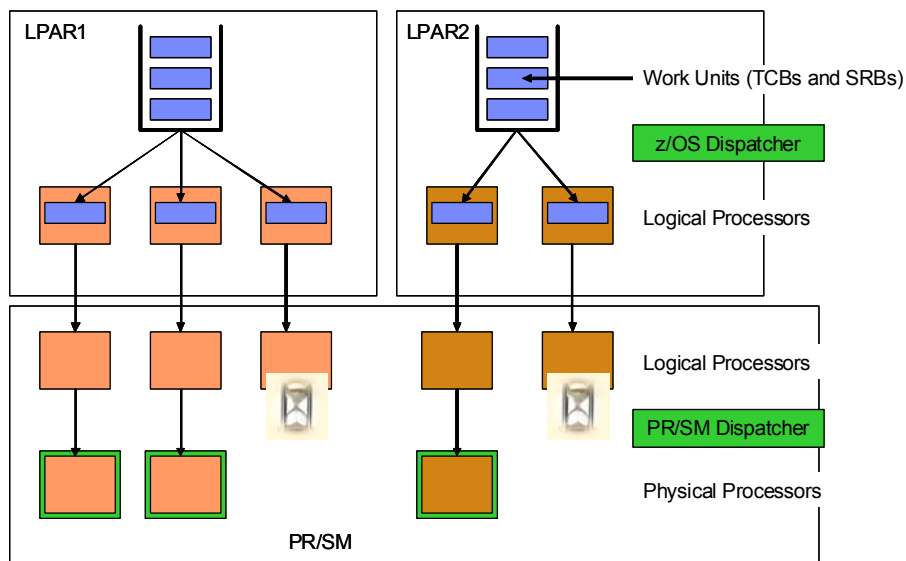 LPAR1
LPAR2
Work Units (TCBs and SRBs)
z/OS Dispatcher
Logical Processors
Logical Processors
PR/SM Dispatcher
Physical Processors
PR/SM